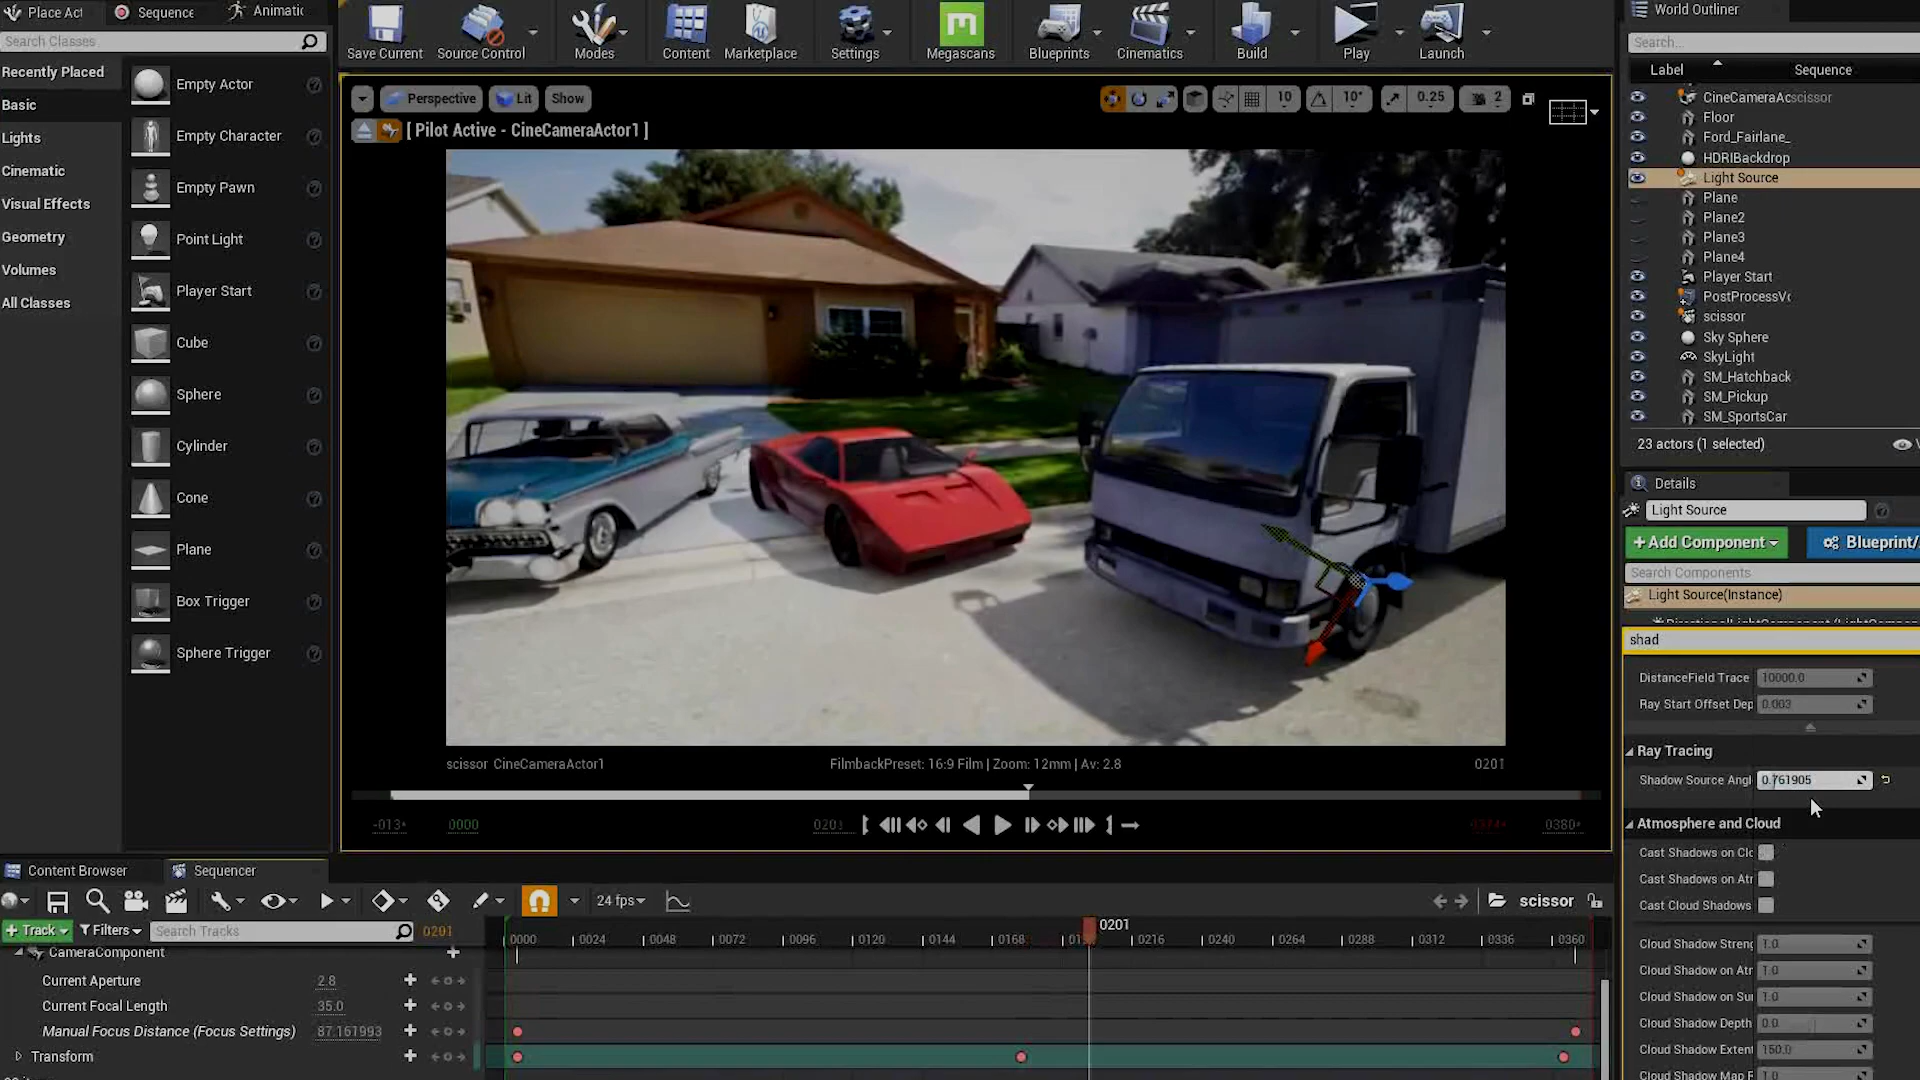 Place Act
Sequence
Animatic
Search Classes
Recently Placed
Basic
Lights
Cinematic
Visual Effects
Geometry
Volumes
All Classes
Empty Actor
Empty Character
Empty Pawn
Point Light
Player Start
Cube
Sphere
Cylinder
Cone
Plane
Box Trigger
Sphere Trigger
Save Current
Source Control
Modes
Content
Marketplace
Settings
Megascans
Blueprints
Cinematics
Build
Play
Launch
Perspective
Lit
Show
10
10°
0.25
2
[ Pilot Active - CineCameraActor1 ]
scissor CineCameraActor1
FilmbackPreset: 16:9 Film | Zoom: 12mm | Av: 2.8
0201
-013+
0000
0201
0374+
0380+
World Outliner
Search...
Label
Sequence
CineCameraAc scissor
Floor
Ford_Fairlane_
HDRIBackdrop
Light Source
Plane
Plane2
Plane3
Plane4
Player Start
PostProcessVo
scissor
Sky Sphere
SkyLight
SM_Hatchback
SM_Pickup
SM_SportsCar
23 actors (1 selected)
Details
Light Source
+Add Component
Blueprint/
Search Components
Light Source(Instance)
shad
DistanceField Trace 10000.0
Ray Start Offset Dep 0.003
Ray Tracing
Shadow Source Angl 0.761905
Atmosphere and Cloud
Cast Shadows on Clo
Cast Shadows on Atr
Cast Cloud Shadows
Cloud Shadow Streng 1.0
Cloud Shadow on Atr 1.0
Cloud Shadow on Su 1.0
Cloud Shadow Depth 0.0
Cloud Shadow Extent 150.0
Cloud Shadow Map F 1.0
Content Browser
Sequencer
24 fps
scissor
+ Track
Filters
Search Tracks
0201
0000
0024
0048
0072
0096
0120
0144
0168
0201
0216
0240
0264
0288
0312
0336
0360
CameraComponent
Current Aperture 2.8
Current Focal Length 35.0
Manual Focus Distance (Focus Settings) 87.161993
Transform